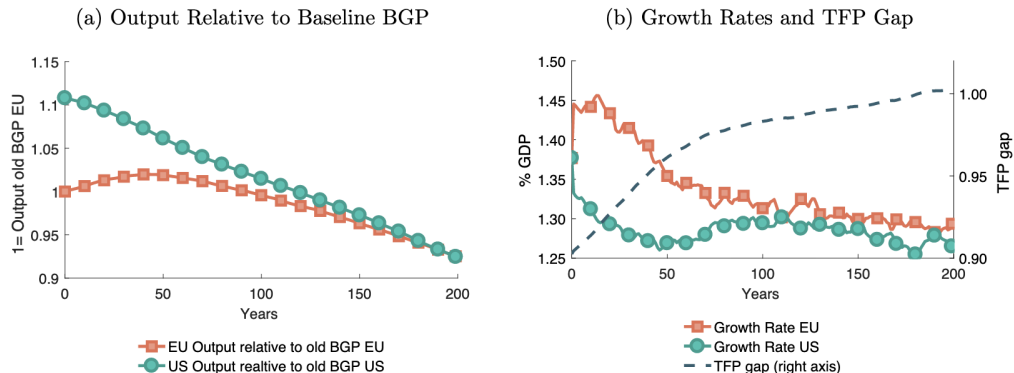 (a) Output Relative to Baseline BGP
(b) Growth Rates and TFP Gap
1= Output old BGP EU
1.15
1.1
1.05
1
0.95
0.9
0
50
100
150
200
Years
EU Output relative to old BGP EU
US Output realtive to old BGP US
% GDP
1.50
1.45
1.40
1.35
1.30
1.25
0
50
100
150
200
Years
1.00
0.95
0.90
TFP gap
Growth Rate EU
Growth Rate US
TFP gap (right axis)